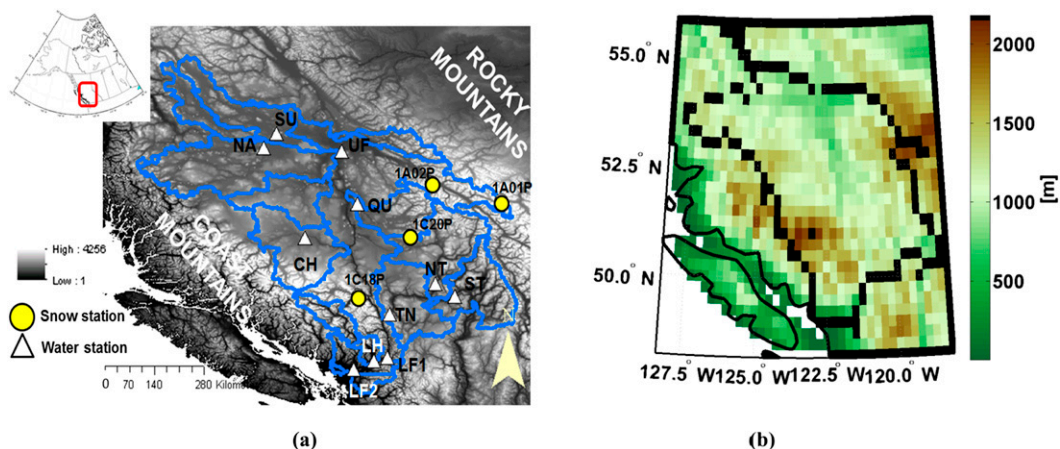 ROCKY
MOUNTAINS
SU
NA
UF
1A02P
1A01P
QU
1C20P
COAST
MOUNTAINS
CH
High : 4256
Low : 1
NT
1C18P
ST
TN
N
Snow station
Water station
LH
LF1
LF2
0 70 140 280 Kilome
(a)
55.0° N
52.5° N
50.0° N
127.5° W 125.0° W 122.5° W 120.0° W
2000
1500
1000
500
[m]
(b)